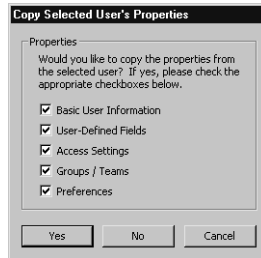 Copy Selected User's Properties
Properties
Would you like to copy the properties from
the selected user? If yes, please check the
appropriate checkboxes below.
Basic User Information
User-Defined Fields
Access Settings
Groups / Teams
Preferences
Yes No Cancel